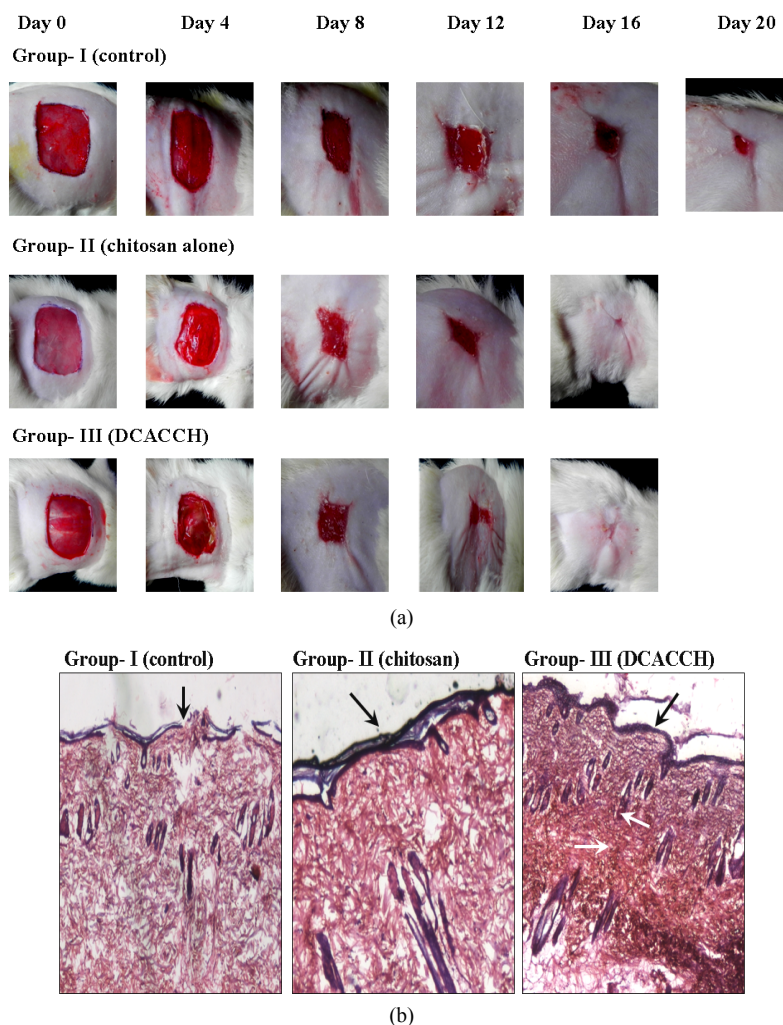 Day 0 Day 4 Day 8 Day 12 Day 16 Day 20
Group- I (control)
Group- II (chitosan alone)
Group- III (DCACCH)
(a)
Group- I (control) Group- II (chitosan) Group- III (DCACCH)
(b)